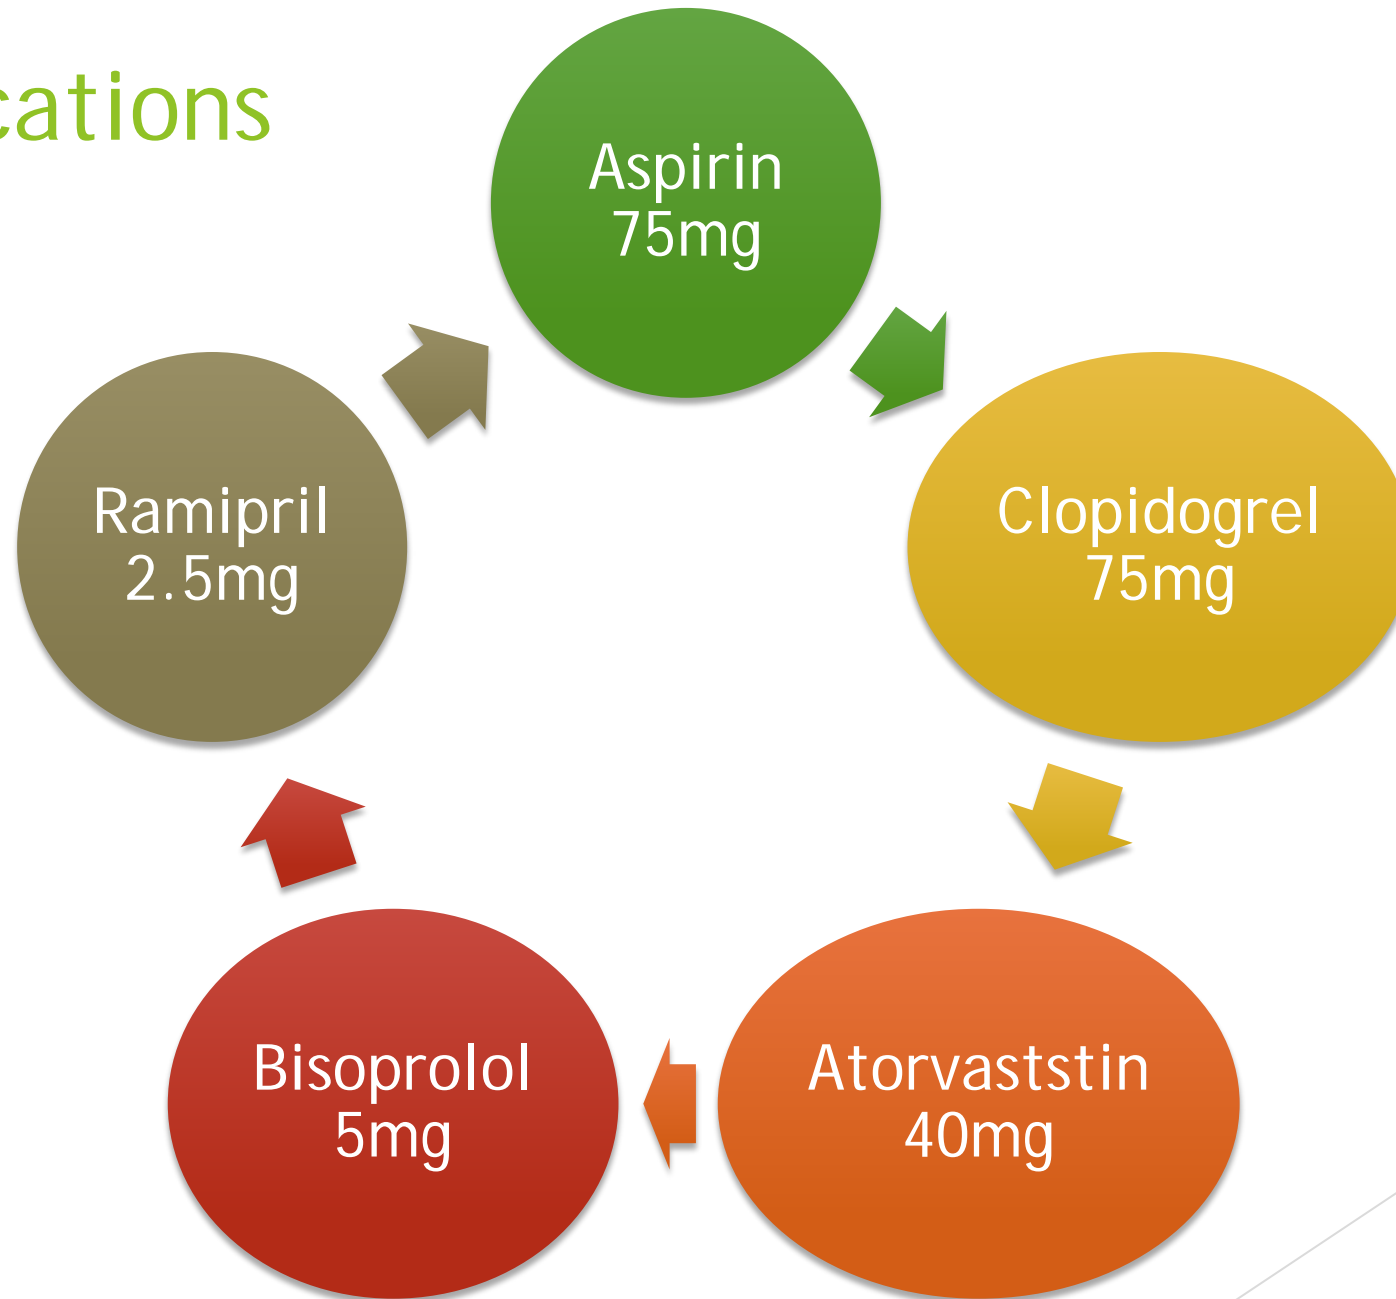 cations
Aspirin
75mg
Clopidogrel
75mg
Atorvaststin
40mg
Bisoprolol
5mg
Ramipril
2.5mg